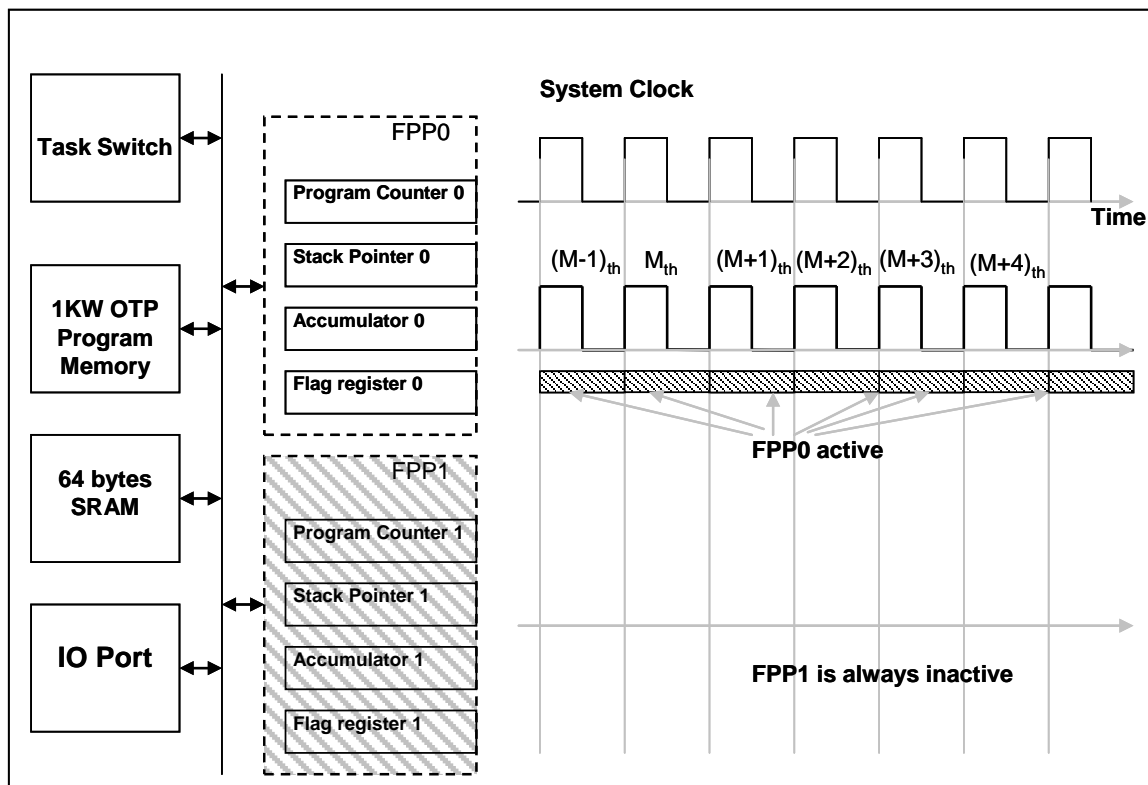 Task Switch
1KW OTP
Program
Memory
64 bytes
SRAM
IO Port
FPP0
Program Counter 0
Stack Pointer 0
Accumulator 0
Flag register 0
FPP1
Program Counter 1
Stack Pointer 1
Accumulator 1
Flag register 1
System Clock
Time
(M-1)th Mth (M+1)th (M+2)th (M+3)th (M+4)th
FPP0 active
FPP1 is always inactive